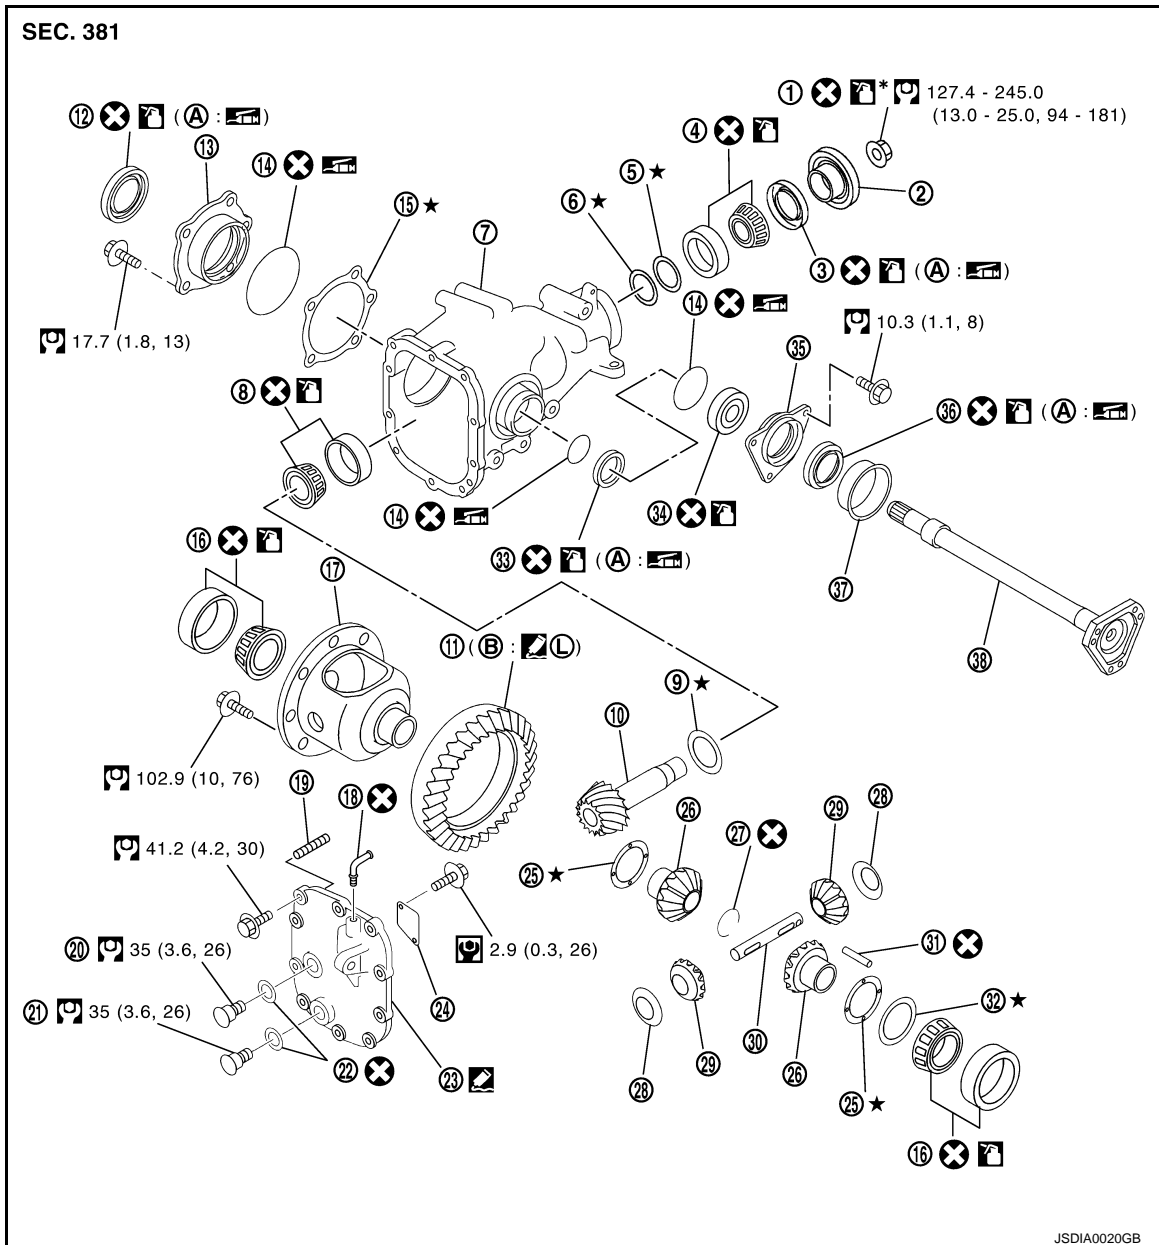 SEC. 381
① * 127.4 - 245.0
(13.0 - 25.0, 94 - 181)
⑫ ( Ⓐ : )
④
⑬
⑭
⑤ ★
②
⑮ ★
⑥ ★
⑦
③ ( Ⓐ : )
⑭
10.3 (1.1, 8)
17.7 (1.8, 13)
㉟
⑧
㊱ ( Ⓐ : )
⑭
㉞
⑯
㉝ ( Ⓐ : )
⑰
㊲
⑪ ( Ⓑ : Ⓛ )
㊳
⑨ ★
⑩
102.9 (10, 76)
⑲
⑱
㉖
㉙
㉘
㉗
41.2 (4.2, 30)
㉕ ★
⑳ 35 (3.6, 26)
2.9 (0.3, 26)
㉛
㉔
㉜ ★
㉑ 35 (3.6, 26)
㉚
㉙
㉒
㉓
㉖
㉘
㉕ ★
⑯
JSDIA0020GB